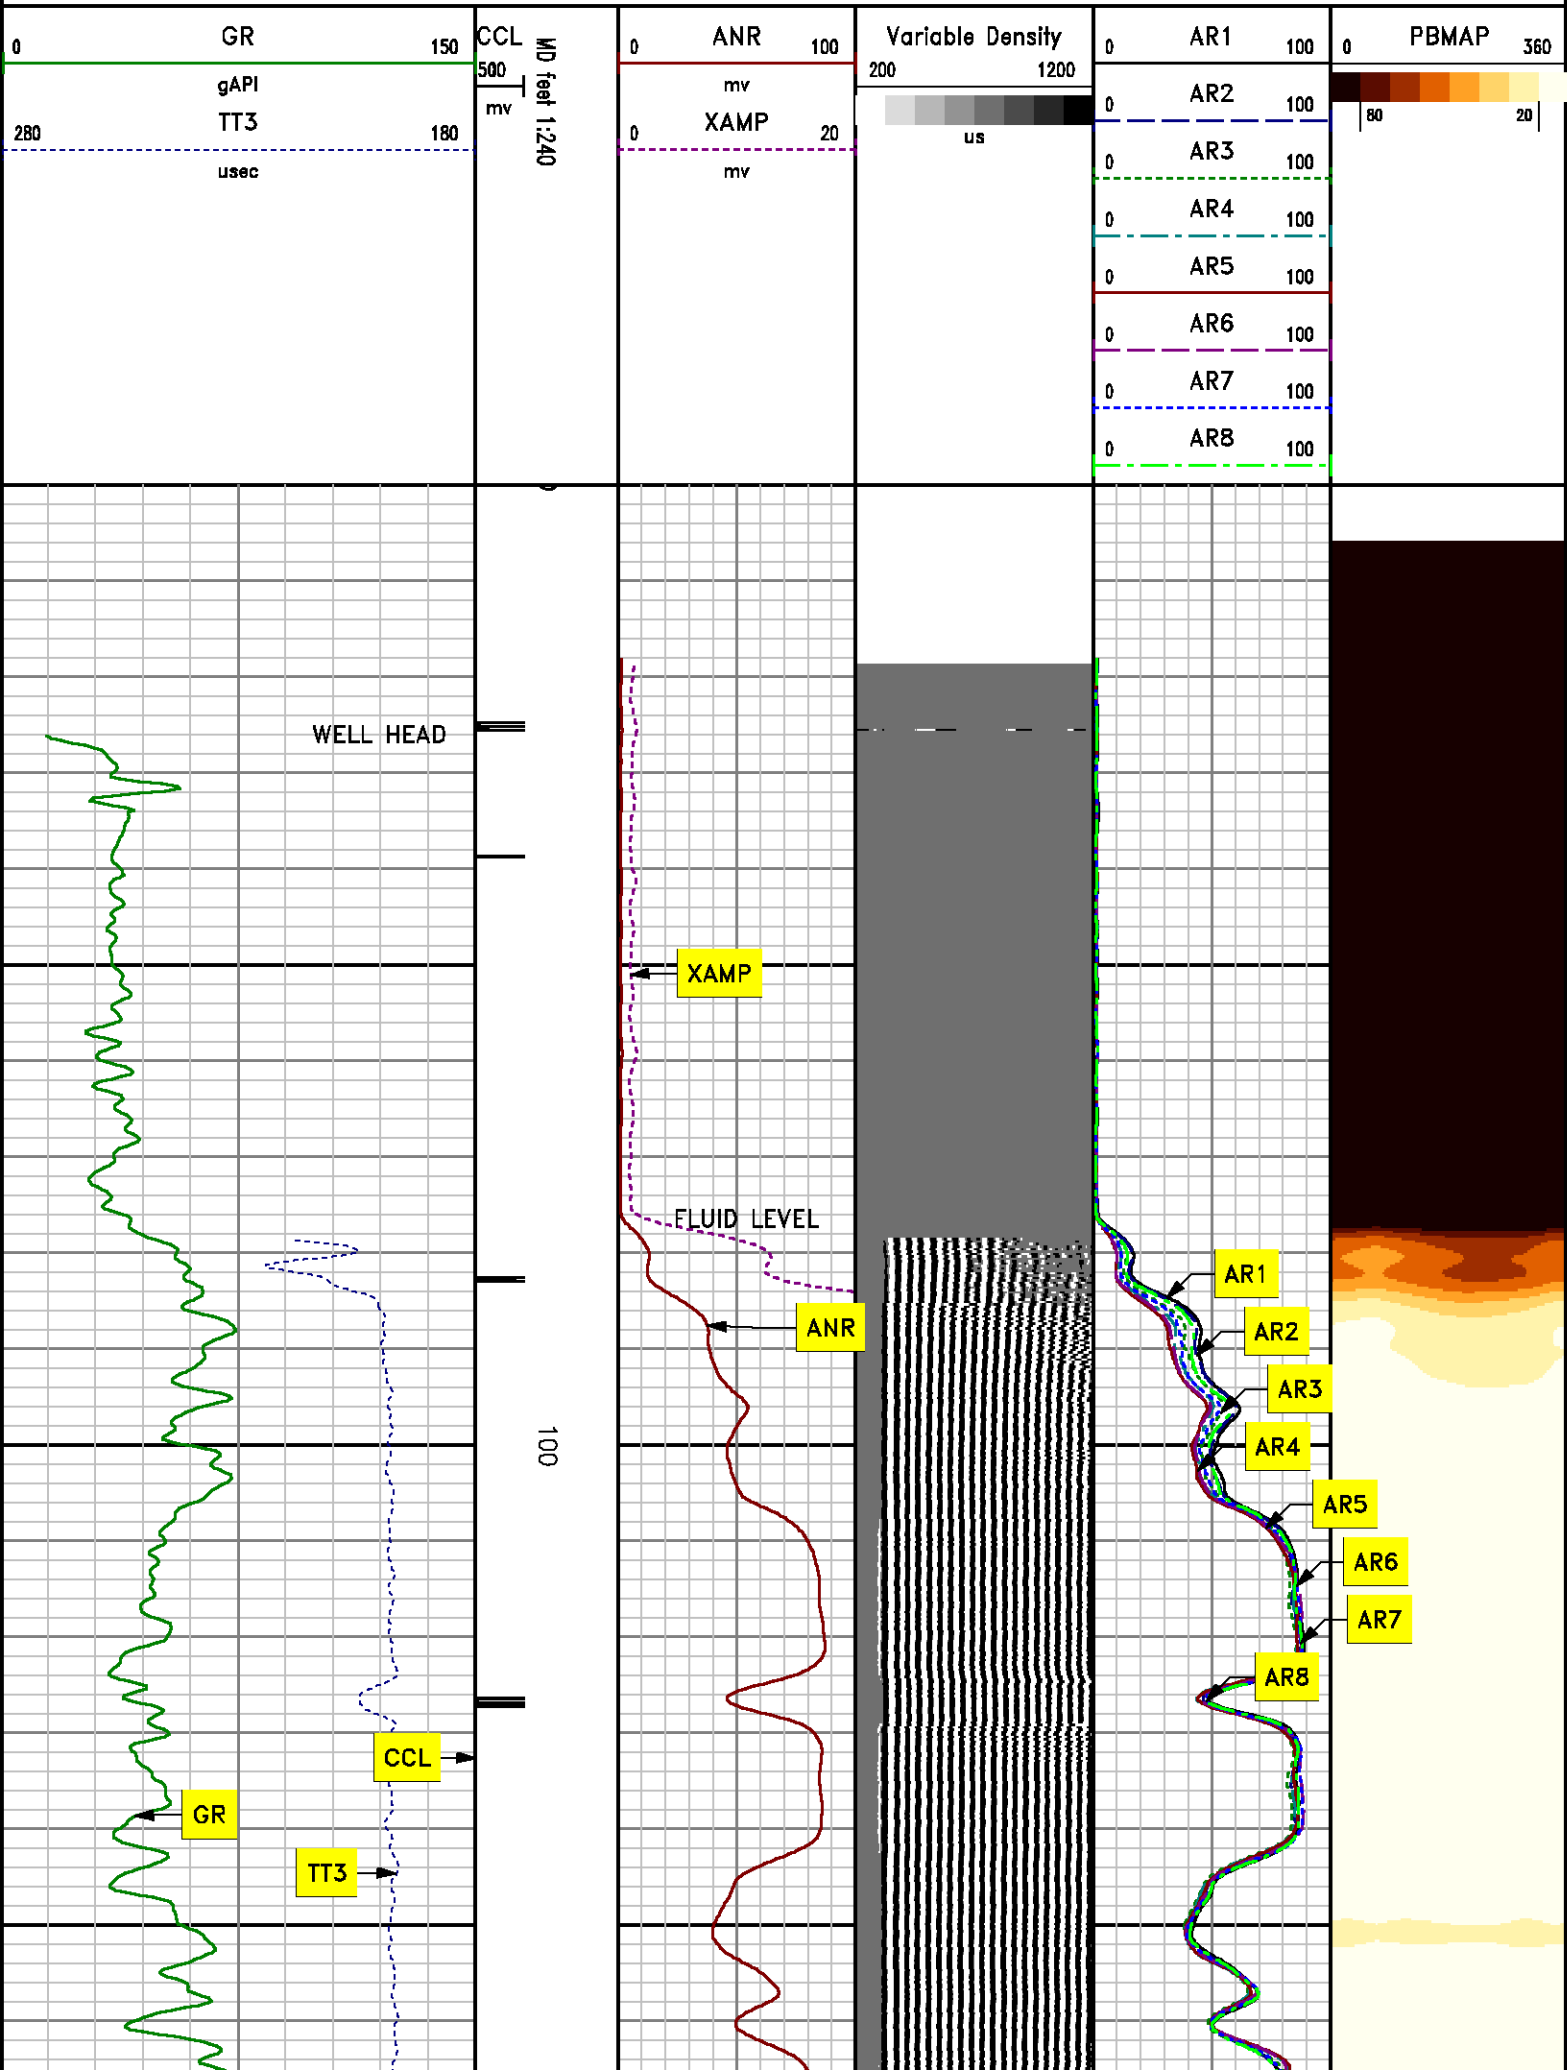 GR
0 150
gAPI
TT3
280 180
usec
CCL
500
mv
MD feet 1:240
ANR
0 100
mv
XAMP
0 20
mv
Variable Density
200 1200
us
AR1
0 100
AR2
0 100
AR3
0 100
AR4
0 100
AR5
0 100
AR6
0 100
AR7
0 100
AR8
0 100
PBMAP
0 360
80 20
WELL HEAD
XAMP
FLUID LEVEL
AR1
ANR
AR2
AR3
100
AR4
AR5
AR6
AR7
AR8
CCL
GR
TT3